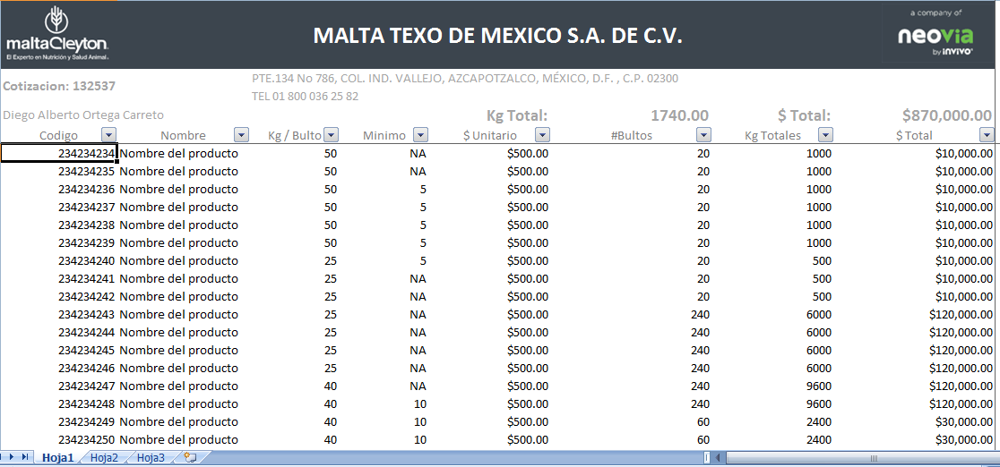 maltaCleyton.
El Experto en Nutrición y Salud Animal.
MALTA TEXO DE MEXICO S.A. DE C.V.
a company of
neovia
by invivo
Cotizacion: 132537
PTE.134 No 786, COL. IND. VALLEJO, AZCAPOTZALCO, MÉXICO, D.F. , C.P. 02300
TEL 01 800 036 25 82
Diego Alberto Ortega Carreto Kg Total: 1740.00 $ Total: $870,000.00
Codigo Nombre Kg / Bulto Minimo $ Unitario #Bultos Kg Totales $ Total
234234234 Nombre del producto 50 NA $500.00 20 1000 $10,000.00
234234235 Nombre del producto 50 NA $500.00 20 1000 $10,000.00
234234236 Nombre del producto 50 5 $500.00 20 1000 $10,000.00
234234237 Nombre del producto 50 5 $500.00 20 1000 $10,000.00
234234238 Nombre del producto 50 5 $500.00 20 1000 $10,000.00
234234239 Nombre del producto 50 5 $500.00 20 1000 $10,000.00
234234240 Nombre del producto 25 5 $500.00 20 500 $10,000.00
234234241 Nombre del producto 25 NA $500.00 20 500 $10,000.00
234234242 Nombre del producto 25 NA $500.00 20 500 $10,000.00
234234243 Nombre del producto 25 NA $500.00 240 6000 $120,000.00
234234244 Nombre del producto 25 NA $500.00 240 6000 $120,000.00
234234245 Nombre del producto 25 NA $500.00 240 6000 $120,000.00
234234246 Nombre del producto 25 NA $500.00 240 6000 $120,000.00
234234247 Nombre del producto 40 NA $500.00 240 9600 $120,000.00
234234248 Nombre del producto 40 10 $500.00 240 9600 $120,000.00
234234249 Nombre del producto 40 10 $500.00 60 2400 $30,000.00
234234250 Nombre del producto 40 10 $500.00 60 2400 $30,000.00
Hoja1 Hoja2 Hoja3